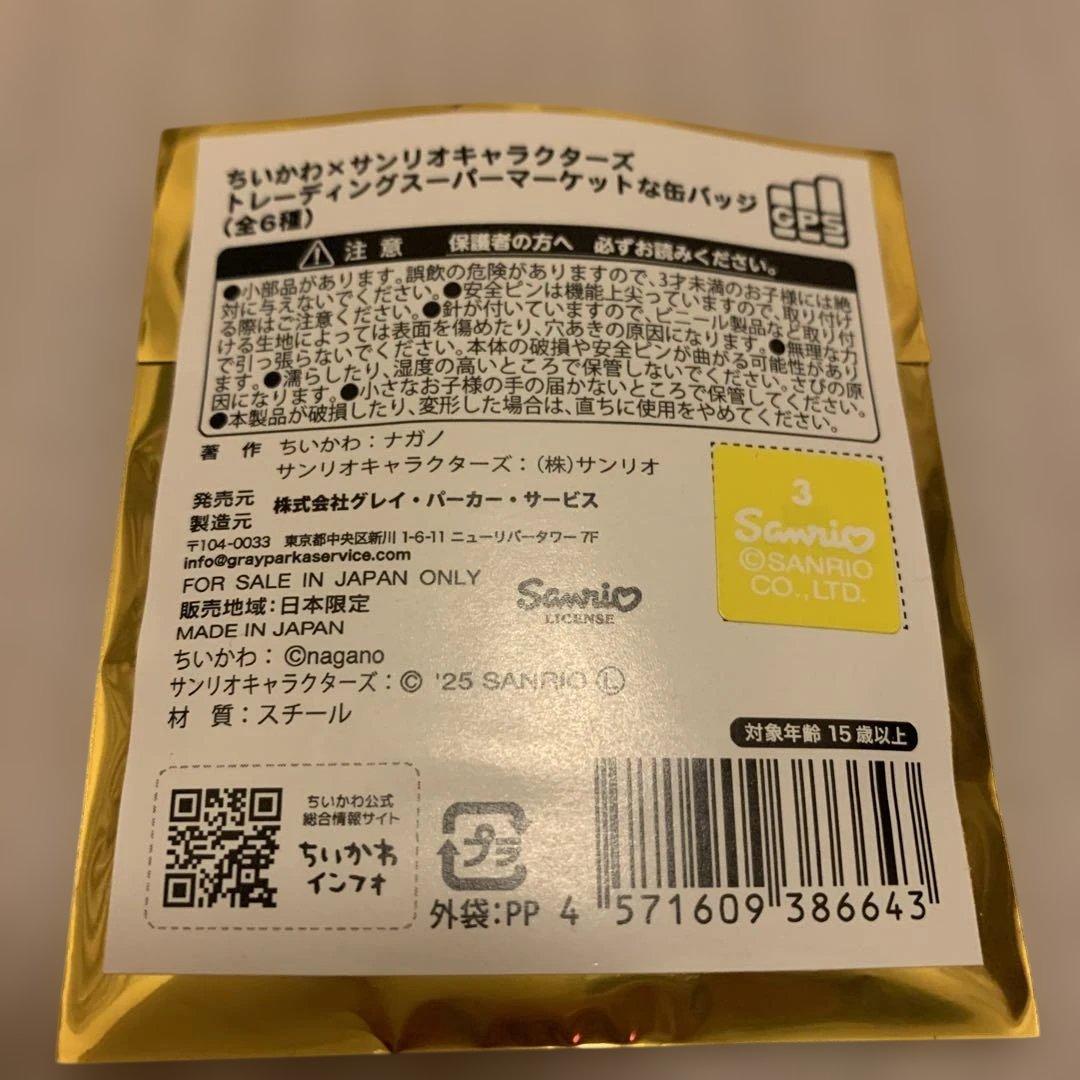 ちいかわ×サンリオキャラクターズ
トレーディングスーパーマーケットな缶バッジ
(全6種)
GPS
注意 保護者の方へ 必ずお読みください。
●小部品があります。誤飲の危険がありますので、3才未満のお子様には絶
対に与えないでください。●安全ピンは機能上尖っていますので、取り付け
る際はご注意ください。●針が付いていますので、ビニール製品など取り付
ける生地によっては表面を傷めたり、穴あきの原因になります。●無理な力
で引っ張らないでください。本体の破損や安全ピンが曲がる可能性があり
ます。●濡らしたり、湿度の高いところで保管しないでください。さびの原
因になります。●小さなお子様の手の届かないところで保管してください。
●本製品が破損したり、変形した場合は、直ちに使用をやめてください。
著 作 ちいかわ:ナガノ
サンリオキャラクターズ:(株)サンリオ
発売元
製造元 株式会社グレイ・パーカー・サービス
〒104-0033 東京都中央区新川 1-6-11 ニューリバータワー 7F
info@grayparkaservice.com
FOR SALE IN JAPAN ONLY
販売地域:日本限定
MADE IN JAPAN
ちいかわ: ©nagano
サンリオキャラクターズ:© '25 SANRIO Ⓛ
材 質:スチール
Sanrio
LICENSE
3
Sanrio
©SANRIO
CO.,LTD.
対象年齢 15歳以上
ちいかわ公式
総合情報サイト
ちいかわ
インフォ
プラ
外袋:PP
4 571609 386643